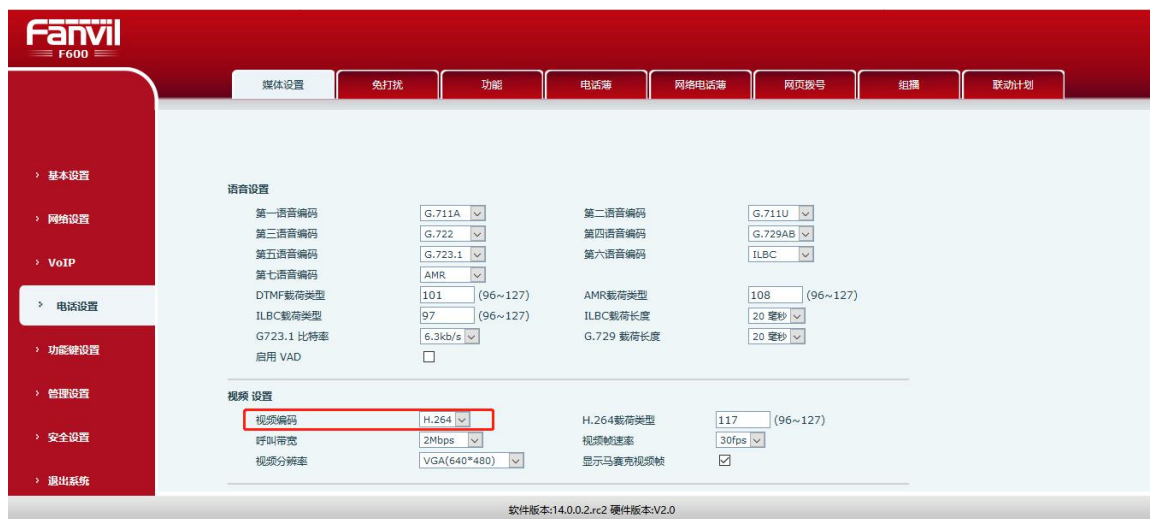 Fanvil
F600
媒体设置 免打扰 功能 电话薄 网络电话薄 网页拨号 组播 联动计划
› 基本设置
› 网络设置
› VoIP
› 电话设置
› 功能键设置
› 管理设置
› 安全设置
› 退出系统
语音设置
第一语音编码 G.711A 第二语音编码 G.711U
第三语音编码 G.722 第四语音编码 G.729AB
第五语音编码 G.723.1 第六语音编码 ILBC
第七语音编码 AMR
DTMF载荷类型 101 (96~127) AMR载荷类型 108 (96~127)
ILBC载荷类型 97 (96~127) ILBC载荷长度 20 毫秒
G723.1 比特率 6.3kb/s G.729 载荷长度 20 毫秒
启用 VAD
视频 设置
视频编码 H.264 H.264载荷类型 117 (96~127)
呼叫带宽 2Mbps 视频帧速率 30fps
视频分辨率 VGA(640*480) 显示马赛克视频帧
软件版本:14.0.0.2.rc2 硬件版本:V2.0